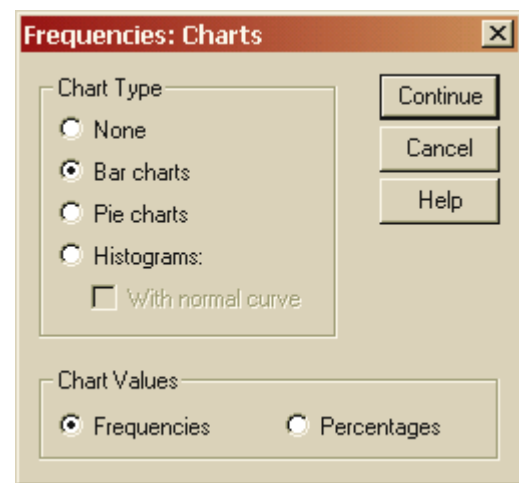 Frequencies: Charts
Chart Type
None
Bar charts
Pie charts
Histograms:
With normal curve
Continue
Cancel
Help
Chart Values
Frequencies
Percentages